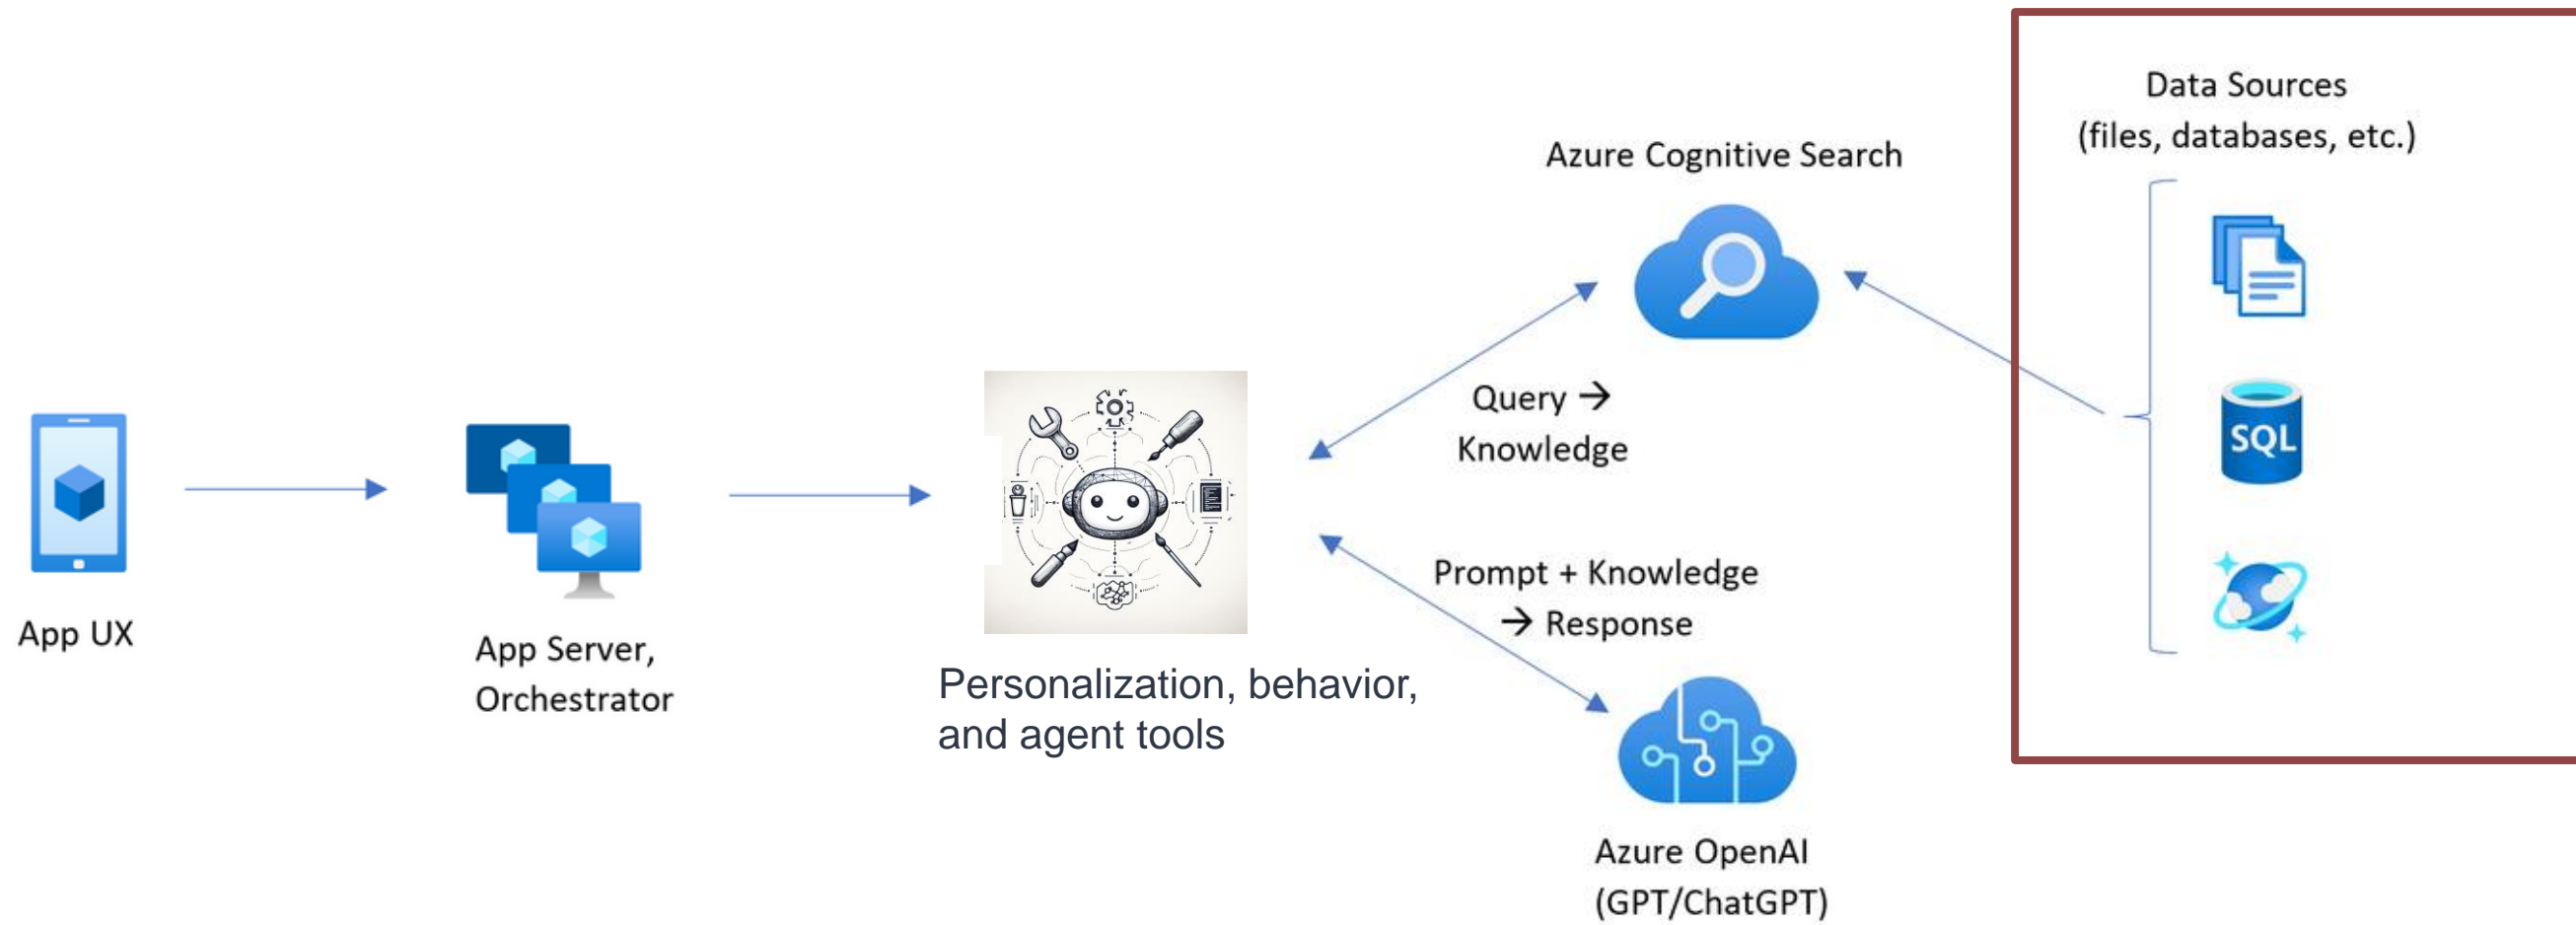 App UX
App Server,
Orchestrator
Personalization, behavior,
and agent tools
Azure Cognitive Search
Query →
Knowledge
Prompt + Knowledge
→ Response
Azure OpenAI
(GPT/ChatGPT)
Data Sources
(files, databases, etc.)
SQL